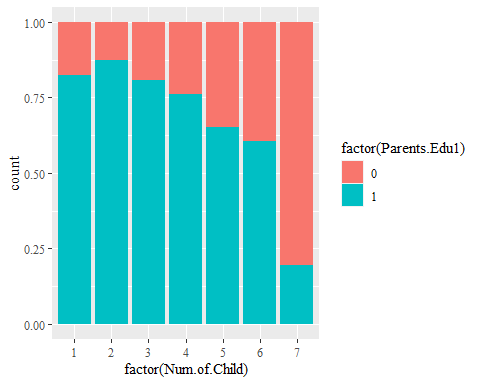 1.00
0.75
0.50
0.25
0.00
count
1 2 3 4 5 6 7
factor(Num.of.Child)
factor(Parents.Edu1)
0
1